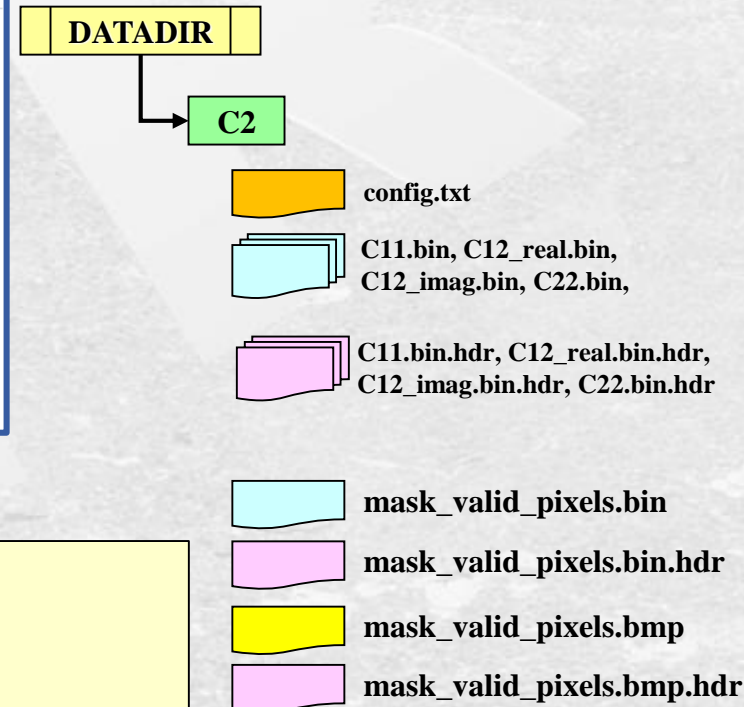 DATADIR
C2
config.txt
C11.bin, C12_real.bin,
C12_imag.bin, C22.bin,
C11.bin.hdr, C12_real.bin.hdr,
C12_imag.bin.hdr, C22.bin.hdr
mask_valid_pixels.bin
mask_valid_pixels.bin.hdr
mask_valid_pixels.bmp
mask_valid_pixels.bmp.hdr